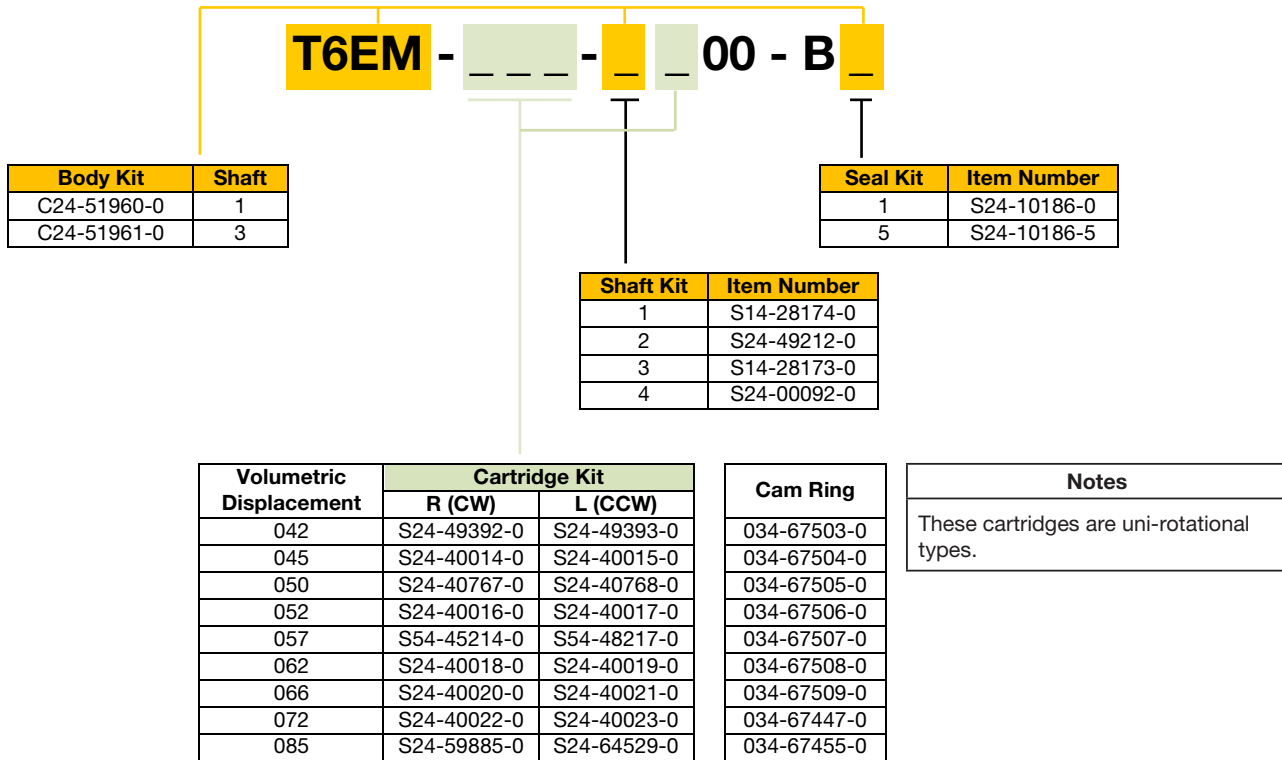 T6EM - _ _ _ - _ _ 00 - B _
Body Kit Shaft
C24-51960-0 1
C24-51961-0 3
Seal Kit Item Number
1 S24-10186-0
5 S24-10186-5
Shaft Kit Item Number
1 S14-28174-0
2 S24-49212-0
3 S14-28173-0
4 S24-00092-0
Volumetric Displacement Cartridge Kit
R (CW) L (CCW) Cam Ring
042 S24-49392-0 S24-49393-0 034-67503-0
045 S24-40014-0 S24-40015-0 034-67504-0
050 S24-40767-0 S24-40768-0 034-67505-0
052 S24-40016-0 S24-40017-0 034-67506-0
057 S54-45214-0 S54-48217-0 034-67507-0
062 S24-40018-0 S24-40019-0 034-67508-0
066 S24-40020-0 S24-40021-0 034-67509-0
072 S24-40022-0 S24-40023-0 034-67447-0
085 S24-59885-0 S24-64529-0 034-67455-0
Notes
These cartridges are uni-rotational
types.